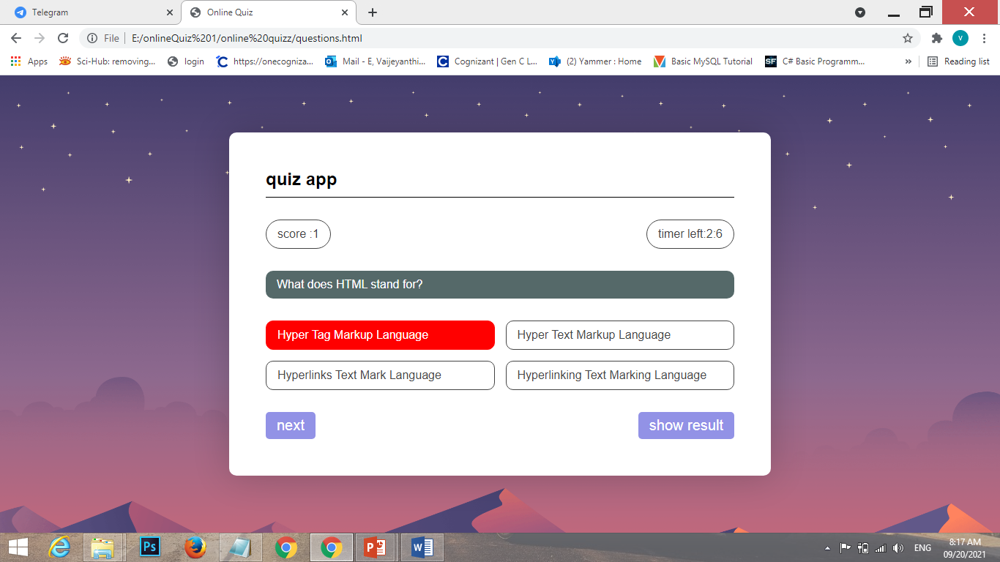 Telegram
Online Quiz
File
E:/onlineQuiz%201/online%20quizz/questions.html
V
Apps
Sci-Hub: removing...
login
https://onecogniza...
Mail - E, Vaijeyanthi...
Cognizant | Gen C L...
(2) Yammer : Home
Basic MySQL Tutorial
SF
C# Basic Programm...
»
Reading list
quiz app
score :1
timer left:2:6
What does HTML stand for?
Hyper Tag Markup Language
Hyper Text Markup Language
Hyperlinks Text Mark Language
Hyperlinking Text Marking Language
next
show result
Ps
P
W
ENG
8:17 AM
09/20/2021